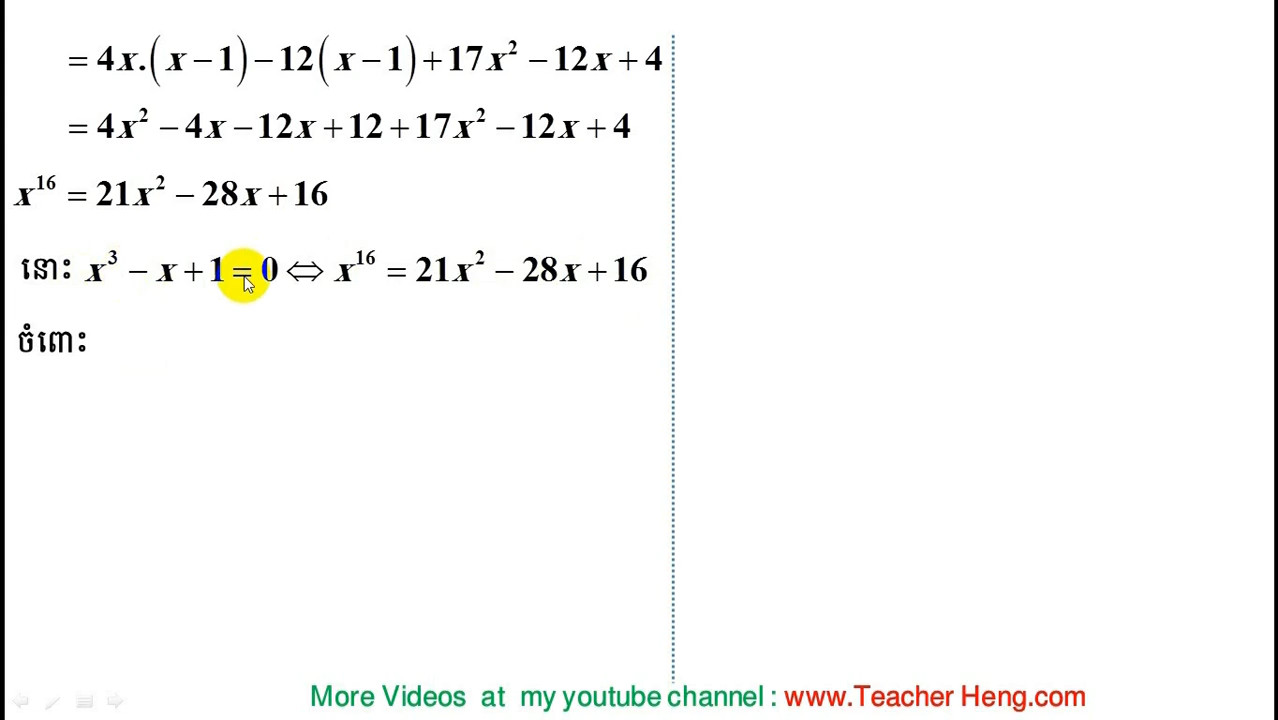 = 4x.(x − 1) − 12(x − 1) + 17x² − 12x + 4
= 4x² − 4x − 12x + 12 + 17x² − 12x + 4
x¹⁶ = 21x² − 28x + 16
នោះ x³ − x + 1 = 0 ⇔ x¹⁶ = 21x² − 28x + 16
ចំពោះ
More Videos at my youtube channel : www.Teacher Heng.com